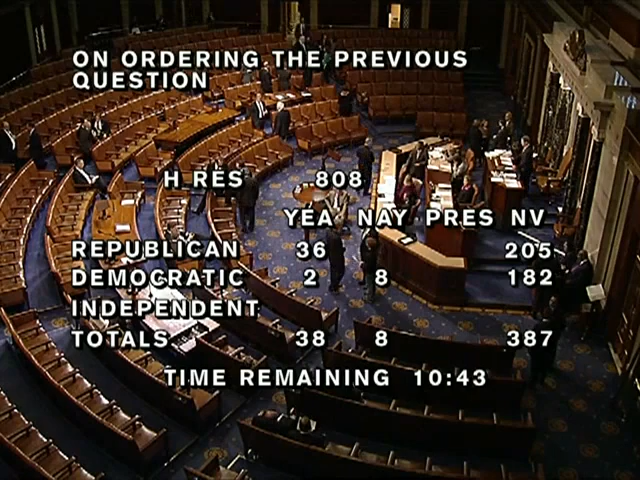 ON ORDERING THE PREVIOUS
QUESTION
H RES 808
YEA NAY PRES NV
REPUBLICAN 36 205
DEMOCRATIC 2 8 182
INDEPENDENT
TOTALS 38 8 387
TIME REMAINING 10:43